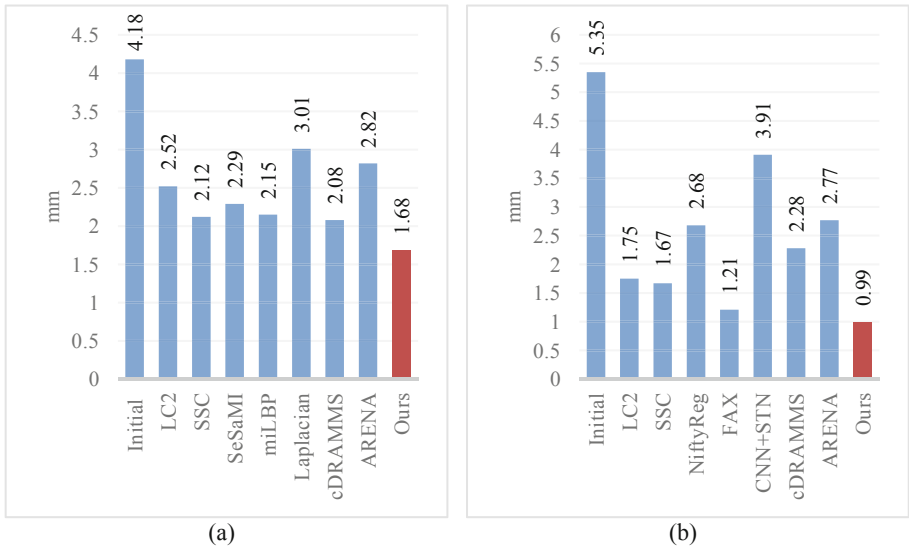 4.5
4
3.5
3
2.5
2
1.5
1
0.5
0
mm
4.18
2.52
2.12
2.29
2.15
3.01
2.08
2.82
1.68
Initial
LC2
SSC
SeSaMI
miLBP
Laplacian
cDRAMMS
ARENA
Ours
(a)
6
5.5
5
4.5
4
3.5
3
2.5
2
1.5
1
0.5
0
mm
5.35
1.75
1.67
2.68
1.21
3.91
2.28
2.77
0.99
Initial
LC2
SSC
NiftyReg
FAX
CNN+STN
cDRAMMS
ARENA
Ours
(b)